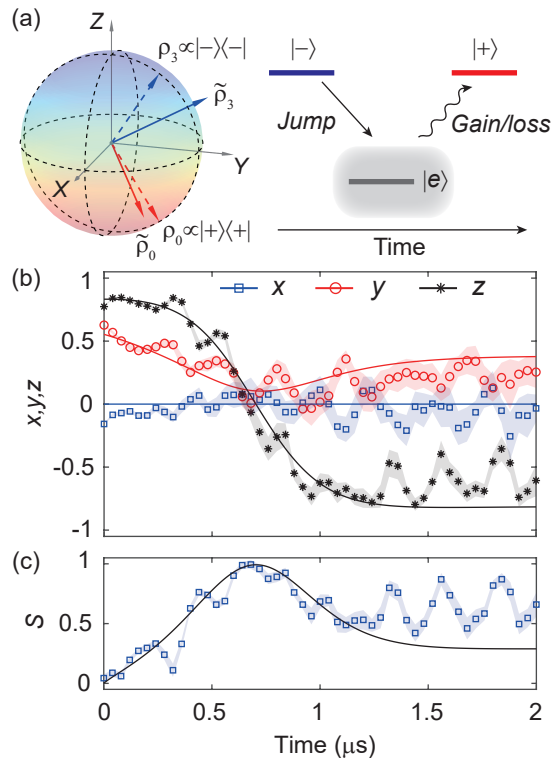 (a)
Z
ρ₃∝|−⟩⟨−|
ρ̃₃
Y
X
ρ₀∝|+⟩⟨+|
ρ̃₀
|−⟩
|+⟩
Jump
Gain/loss
|e⟩
Time
(b)
x y z
1
0.5
0
-0.5
-1
x,y,z
(c)
1
0.5
0
S
0 0.5 1 1.5 2
Time (μs)